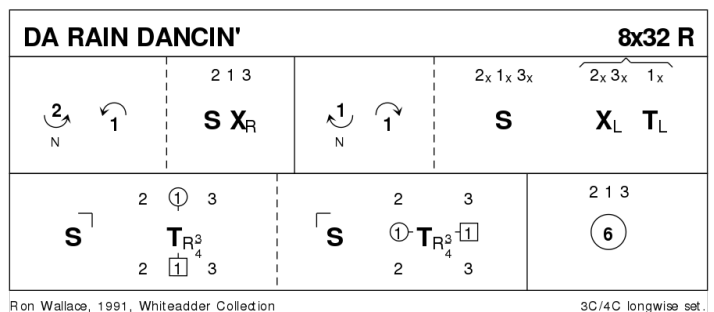 DA RAIN DANCIN' 8x32 R
2 1 3 2x 1x 3x 2x 3x 1x
2 1 S XR 1 1 S XL TL
N N
2 1 3 2 3 2 1 3
S TR 3/4 S 1 TR 3/4 1 6
2 1 3 2 3
Ron Wallace, 1991, Whiteadder Collection 3C/4C longwise set.